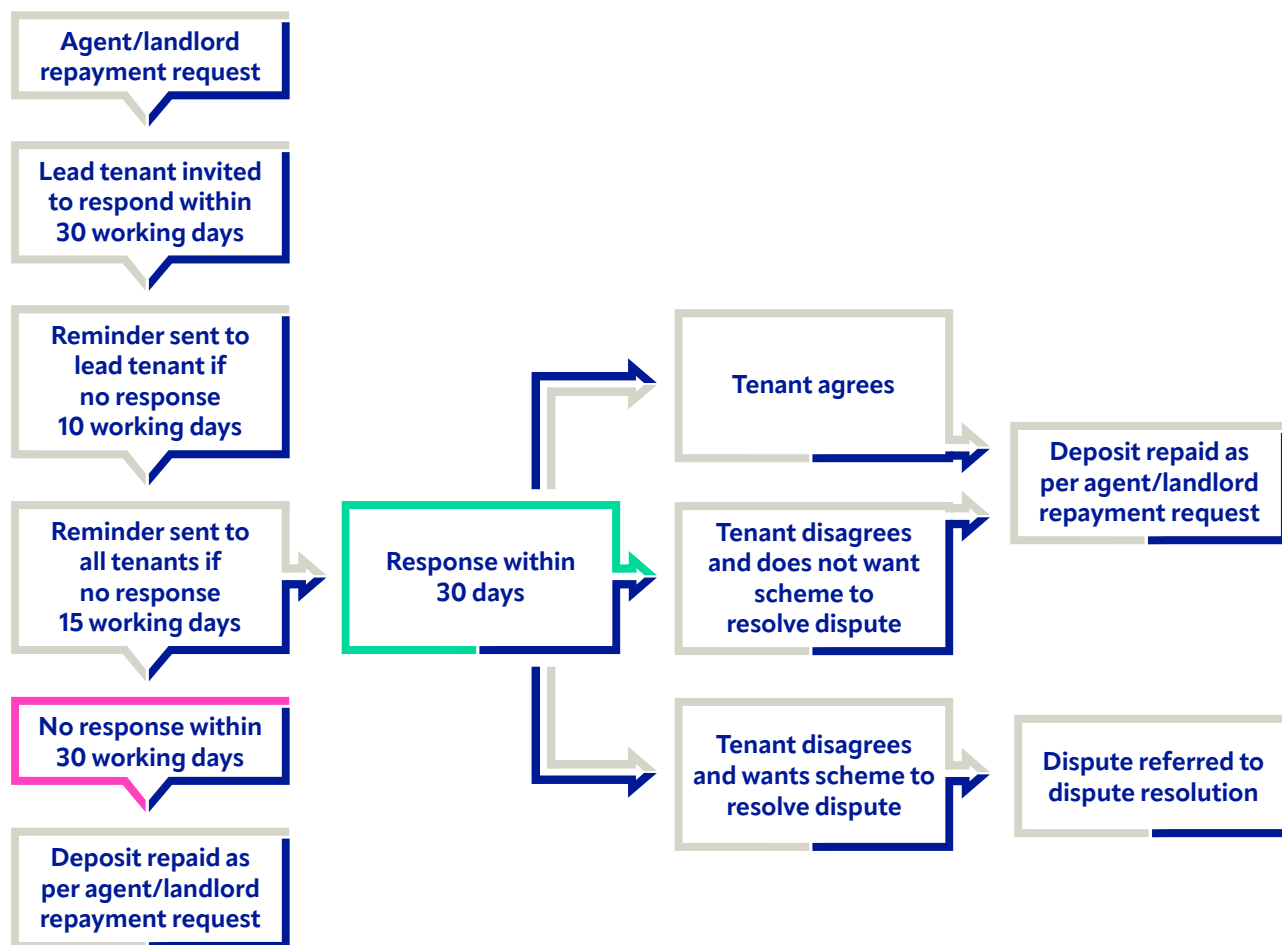 Agent/landlord
repayment request
Lead tenant invited
to respond within
30 working days
Reminder sent to
lead tenant if
no response
10 working days
Reminder sent to
all tenants if
no response
15 working days
No response within
30 working days
Deposit repaid as
per agent/landlord
repayment request
Response within
30 days
Tenant agrees
Tenant disagrees
and does not want
scheme to
resolve dispute
Tenant disagrees
and wants scheme to
resolve dispute
Deposit repaid as
per agent/landlord
repayment request
Dispute referred to
dispute resolution